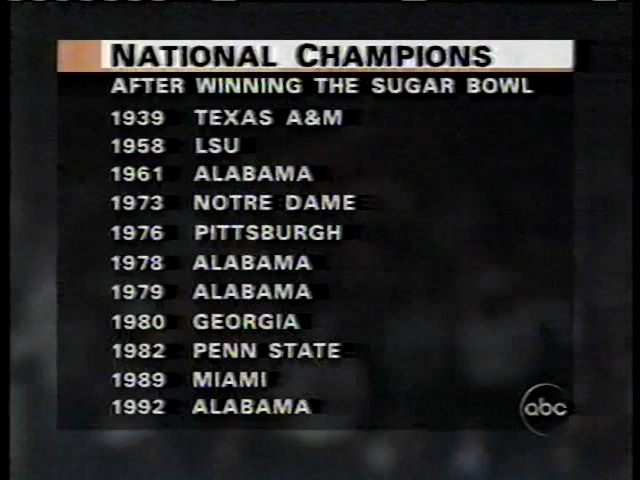 NATIONAL CHAMPIONS
AFTER WINNING THE SUGAR BOWL
1939 TEXAS A&M
1958 LSU
1961 ALABAMA
1973 NOTRE DAME
1976 PITTSBURGH
1978 ALABAMA
1979 ALABAMA
1980 GEORGIA
1982 PENN STATE
1989 MIAMI
1992 ALABAMA
abc